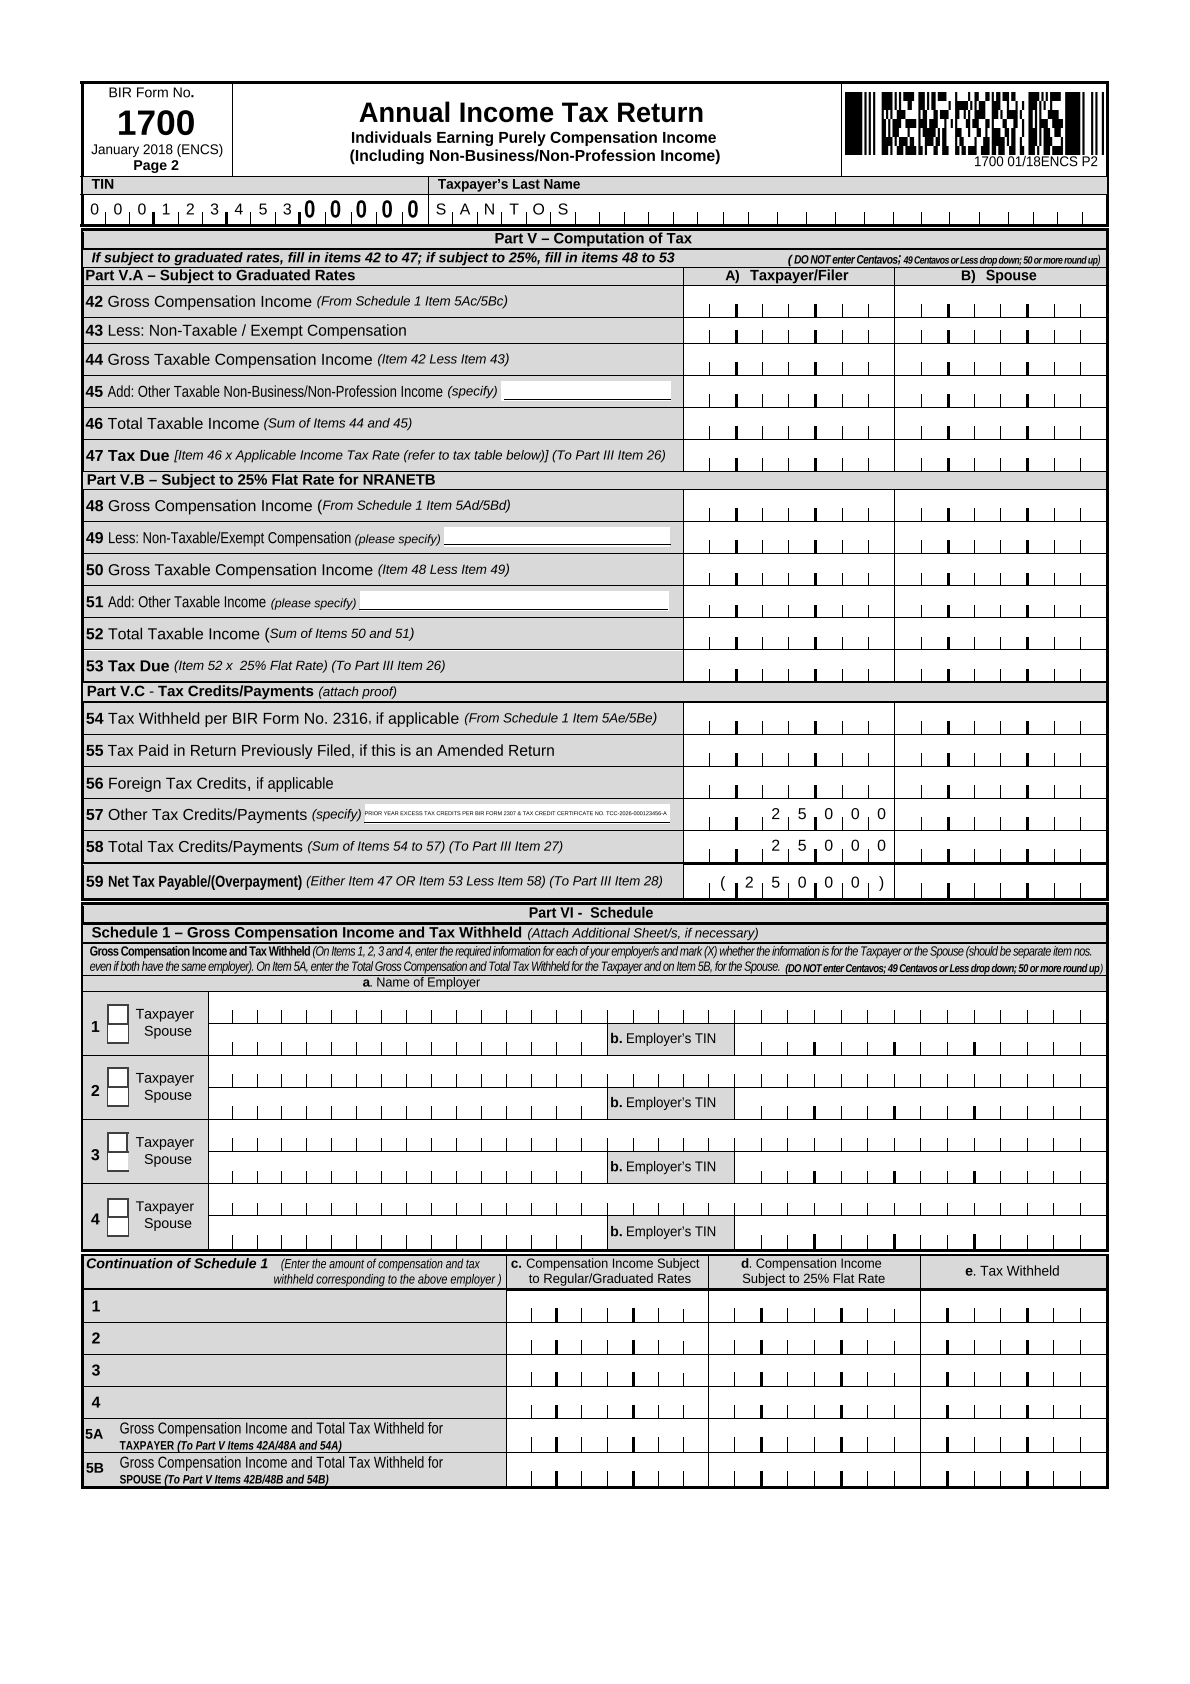 BIR Form No.
1700
January 2018 (ENCS)
Page 2
Annual Income Tax Return
Individuals Earning Purely Compensation Income
(Including Non-Business/Non-Profession Income)
1700 01/18ENCS P2
TIN Taxpayer's Last Name
0 0 0 1 2 3 4 5 3 0 0 0 0 0 S A N T O S
Part V – Computation of Tax
If subject to graduated rates, fill in items 42 to 47; if subject to 25%, fill in items 48 to 53 ( DO NOT enter Centavos; 49 Centavos or Less drop down; 50 or more round up)
Part V.A – Subject to Graduated Rates A) Taxpayer/Filer B) Spouse
42 Gross Compensation Income (From Schedule 1 Item 5Ac/5Bc)
43 Less: Non-Taxable / Exempt Compensation
44 Gross Taxable Compensation Income (Item 42 Less Item 43)
45 Add: Other Taxable Non-Business/Non-Profession Income (specify)
46 Total Taxable Income (Sum of Items 44 and 45)
47 Tax Due [Item 46 x Applicable Income Tax Rate (refer to tax table below)] (To Part III Item 26)
Part V.B – Subject to 25% Flat Rate for NRANETB
48 Gross Compensation Income (From Schedule 1 Item 5Ad/5Bd)
49 Less: Non-Taxable/Exempt Compensation (please specify)
50 Gross Taxable Compensation Income (Item 48 Less Item 49)
51 Add: Other Taxable Income (please specify)
52 Total Taxable Income (Sum of Items 50 and 51)
53 Tax Due (Item 52 x 25% Flat Rate) (To Part III Item 26)
Part V.C - Tax Credits/Payments (attach proof)
54 Tax Withheld per BIR Form No. 2316, if applicable (From Schedule 1 Item 5Ae/5Be)
55 Tax Paid in Return Previously Filed, if this is an Amended Return
56 Foreign Tax Credits, if applicable
57 Other Tax Credits/Payments (specify) PRIOR YEAR EXCESS TAX CREDITS PER BIR FORM 2307 & TAX CREDIT CERTIFICATE NO. TCC-2026-000123456-A 2 5 0 0 0
58 Total Tax Credits/Payments (Sum of Items 54 to 57) (To Part III Item 27) 2 5 0 0 0
59 Net Tax Payable/(Overpayment) (Either Item 47 OR Item 53 Less Item 58) (To Part III Item 28) ( 2 5 0 0 0 )
Part VI - Schedule
Schedule 1 – Gross Compensation Income and Tax Withheld (Attach Additional Sheet/s, if necessary)
Gross Compensation Income and Tax Withheld (On Items 1, 2, 3 and 4, enter the required information for each of your employer/s and mark (X) whether the information is for the Taxpayer or the Spouse (should be separate item nos.
even if both have the same employer). On Item 5A, enter the Total Gross Compensation and Total Tax Withheld for the Taxpayer and on Item 5B, for the Spouse. (DO NOT enter Centavos; 49 Centavos or Less drop down; 50 or more round up)
a. Name of Employer
1 Taxpayer
Spouse
b. Employer's TIN
2 Taxpayer
Spouse
b. Employer's TIN
3 Taxpayer
Spouse
b. Employer's TIN
4 Taxpayer
Spouse
b. Employer's TIN
Continuation of Schedule 1 (Enter the amount of compensation and tax
withheld corresponding to the above employer )
c. Compensation Income Subject
to Regular/Graduated Rates
d. Compensation Income
Subject to 25% Flat Rate
e. Tax Withheld
1
2
3
4
5A Gross Compensation Income and Total Tax Withheld for
TAXPAYER (To Part V Items 42A/48A and 54A)
5B Gross Compensation Income and Total Tax Withheld for
SPOUSE (To Part V Items 42B/48B and 54B)